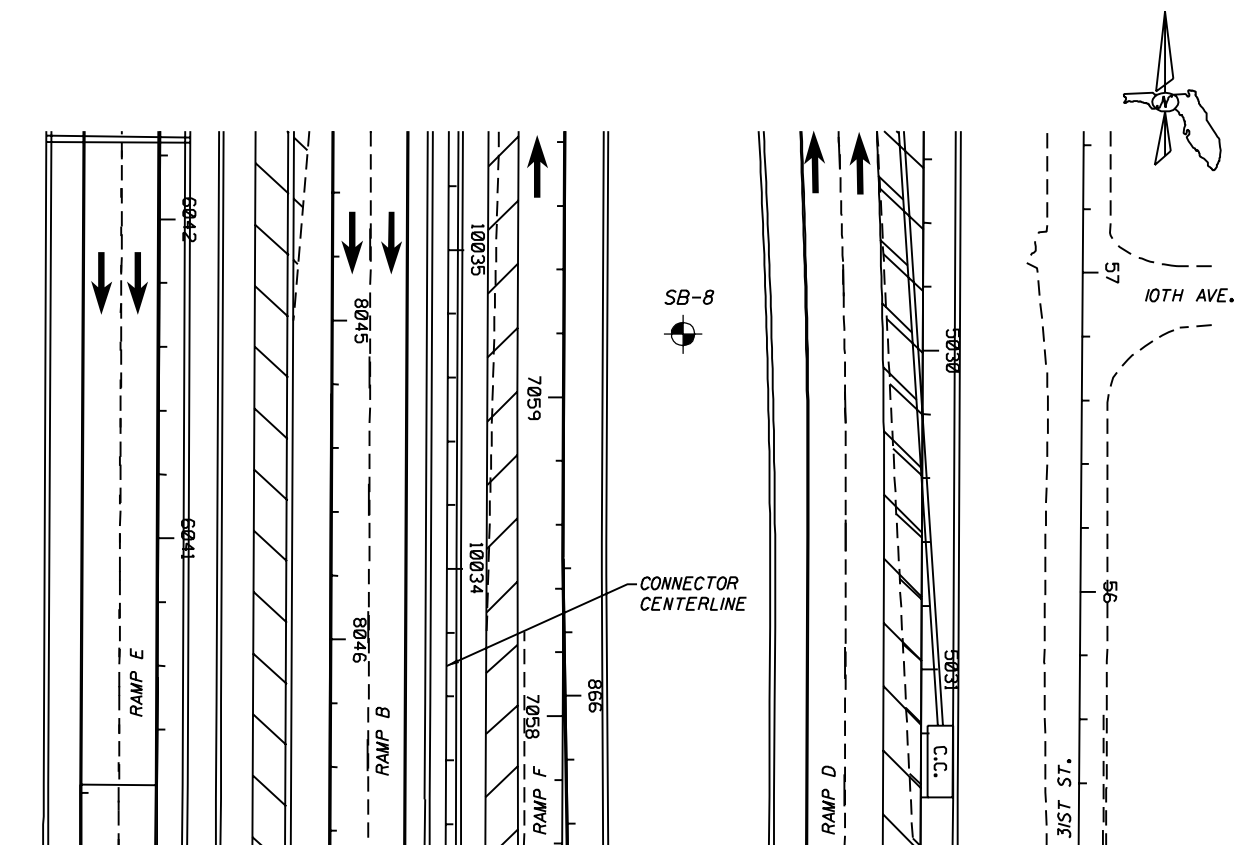 N
6042
10035
SB-8
57
10TH AVE.
8045
5030
7059
6041
10034
CONNECTOR
CENTERLINE
56
8046
RAMP E
5031
866
7058
RAMP B
C.C.
RAMP F
RAMP D
31ST ST.